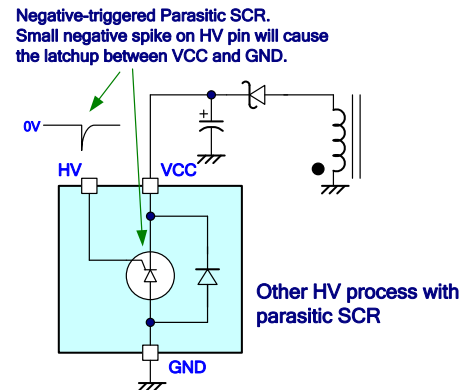 Negative-triggered Parasitic SCR.
Small negative spike on HV pin will cause
the latchup between VCC and GND.
0V
+
HV
VCC
Other HV process with
parasitic SCR
GND